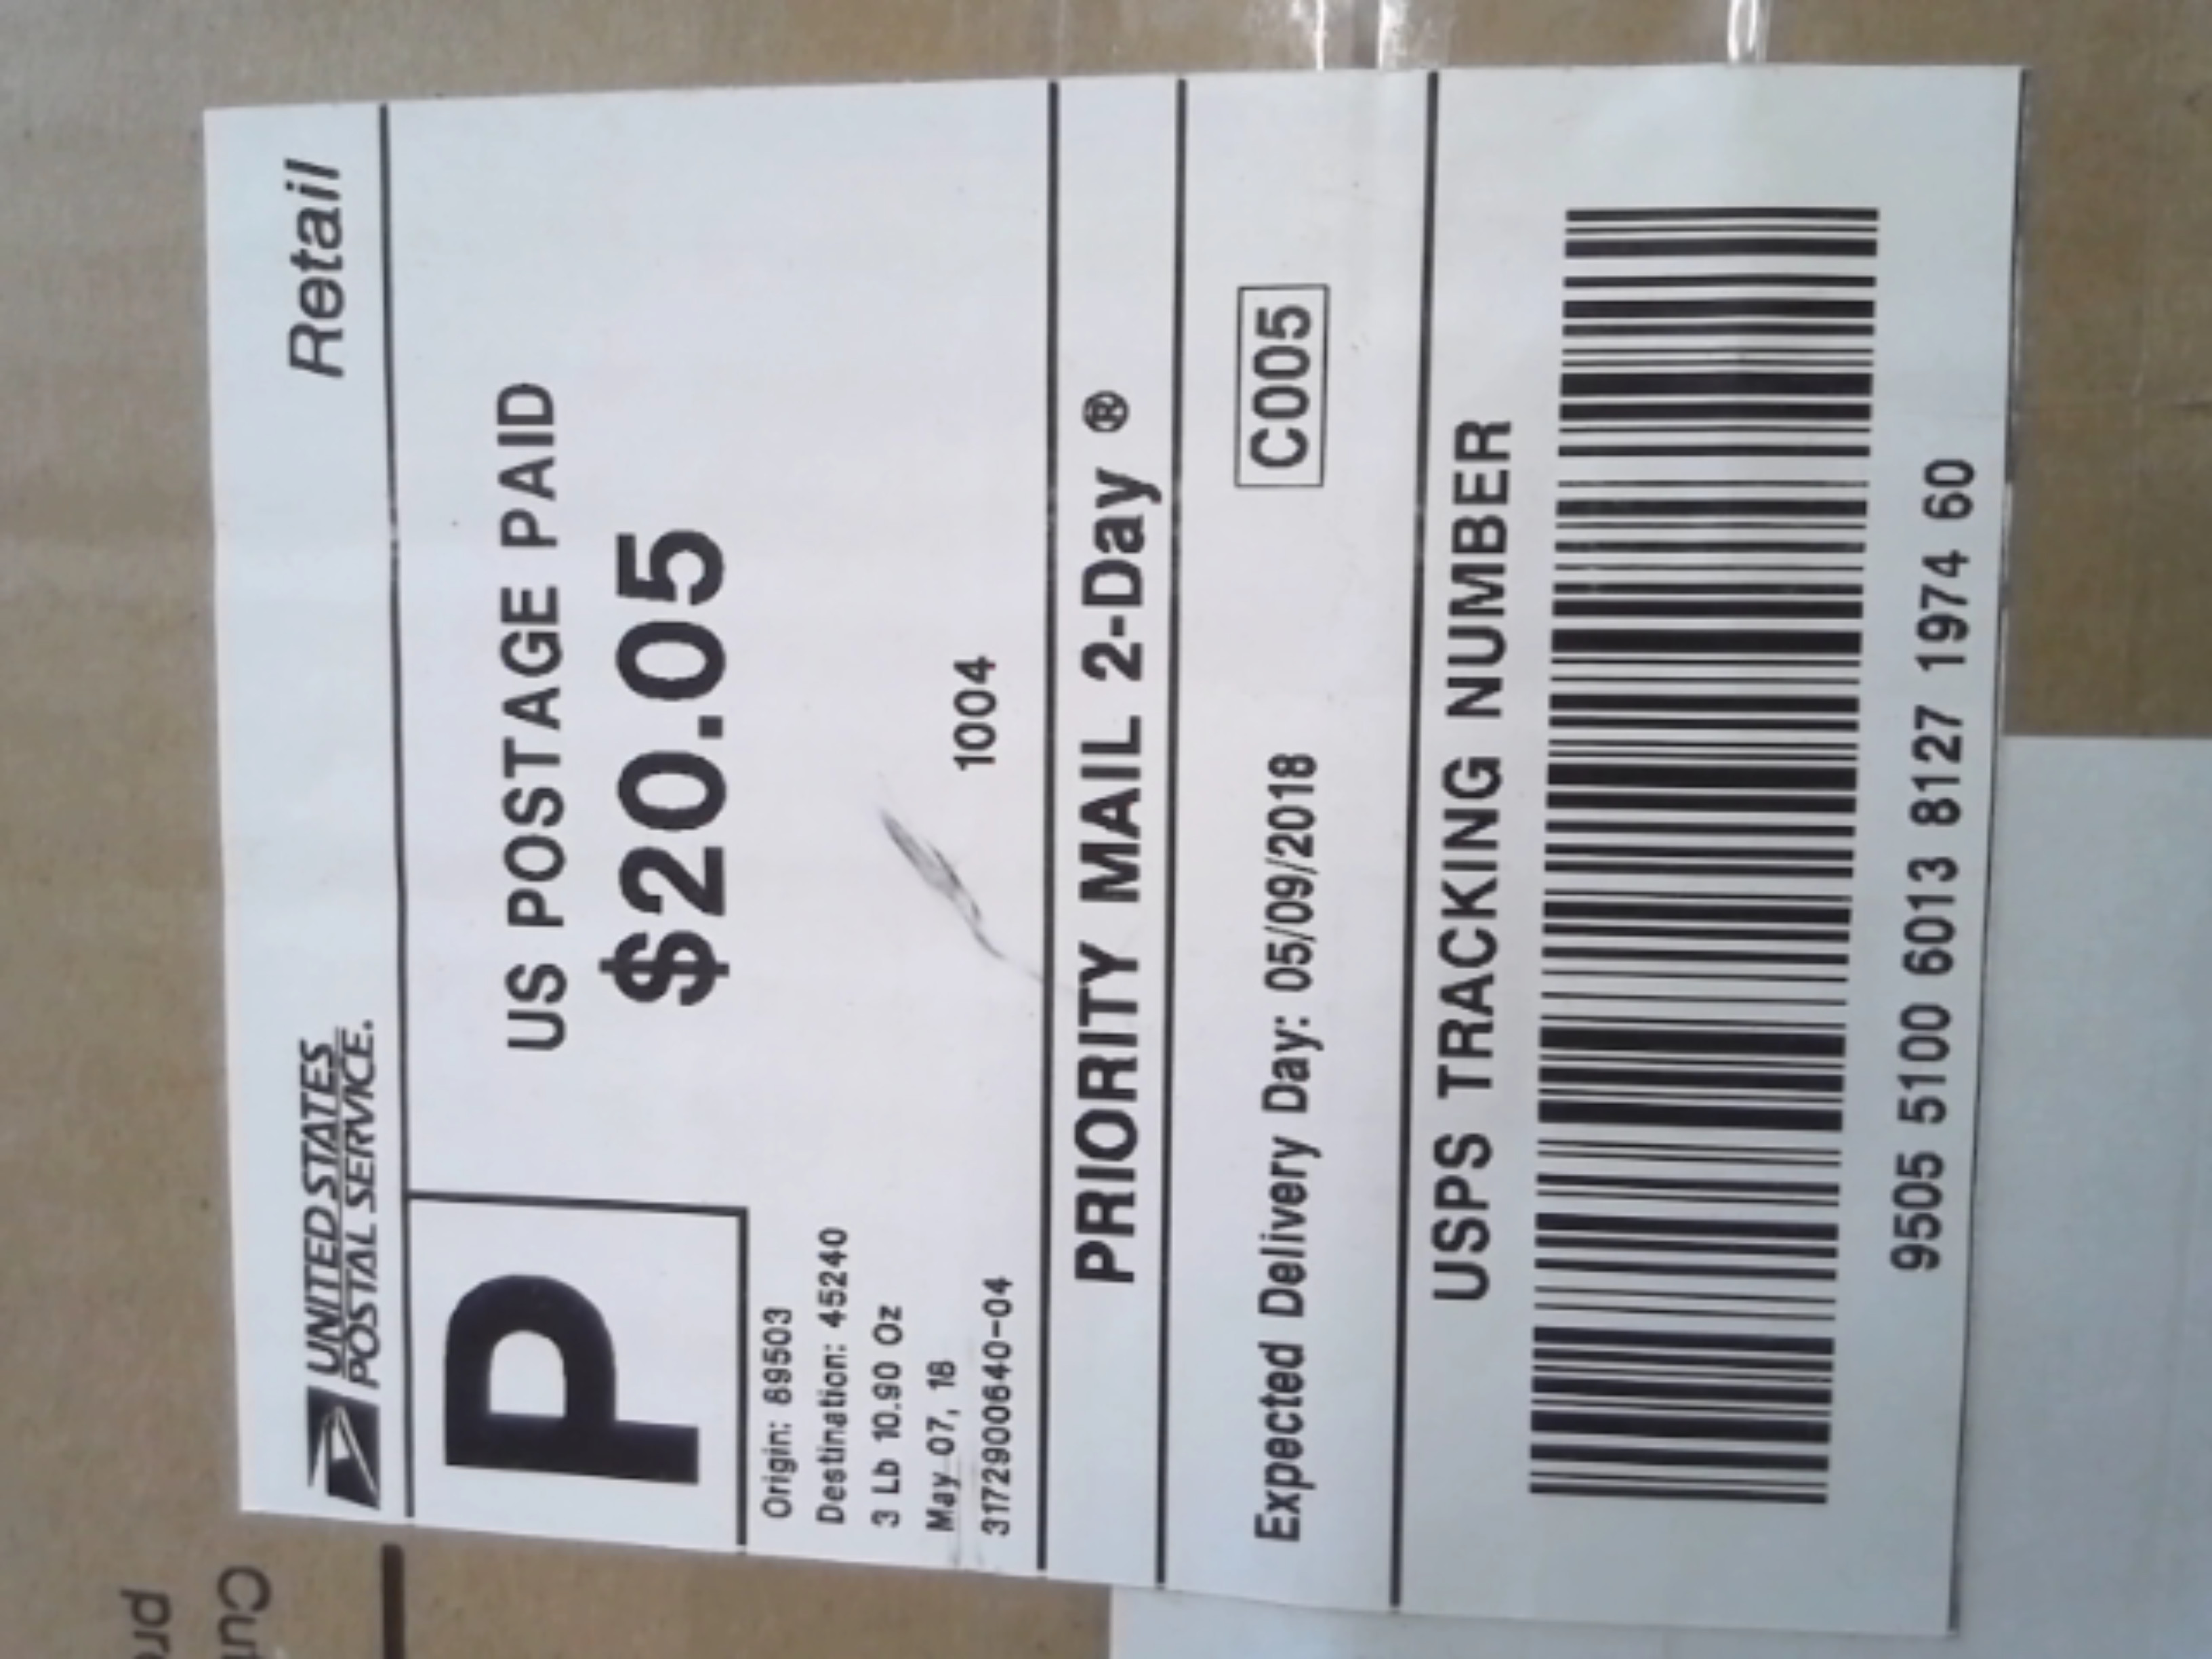 UNITED STATES
POSTAL SERVICE.
Retail
P
US POSTAGE PAID
$20.05
Origin: 89503
Destination: 45240
3 Lb 10.90 Oz
May 07, 18
3172900640-04
1004
PRIORITY MAIL 2-Day ®
Expected Delivery Day: 05/09/2018
C005
USPS TRACKING NUMBER
9505 5100 6013 8127 1974 60